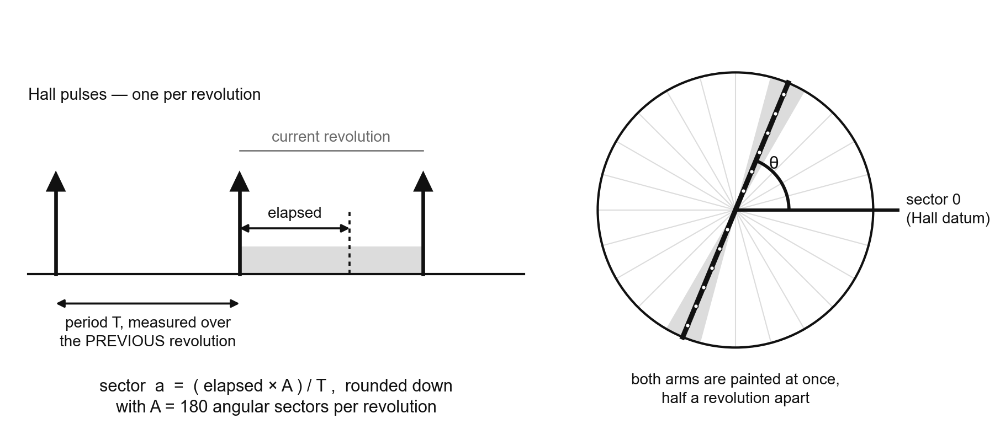 Hall pulses — one per revolution
current revolution
elapsed
period T, measured over
the PREVIOUS revolution
sector a = ( elapsed × A ) / T , rounded down
with A = 180 angular sectors per revolution
θ
sector 0
(Hall datum)
both arms are painted at once,
half a revolution apart